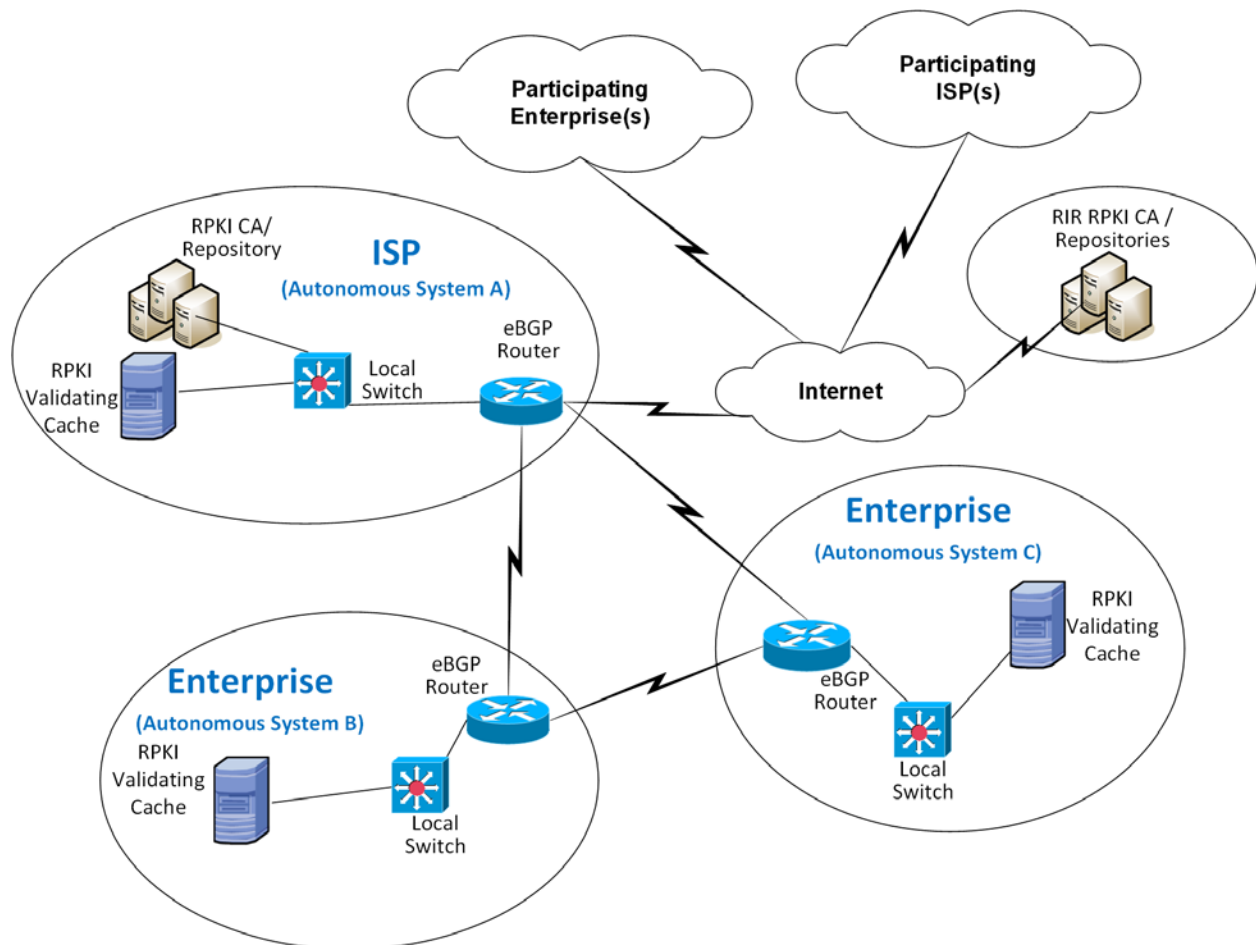 Participating
Enterprise(s)
Participating
ISP(s)
RPKI CA/
Repository
ISP
(Autonomous System A)
eBGP
Router
RPKI
Validating
Cache
Local
Switch
Internet
RIR RPKI CA /
Repositories
Enterprise
(Autonomous System C)
RPKI
Validating
Cache
eBGP
Router
Local
Switch
Enterprise
(Autonomous System B)
eBGP
Router
RPKI
Validating
Cache
Local
Switch